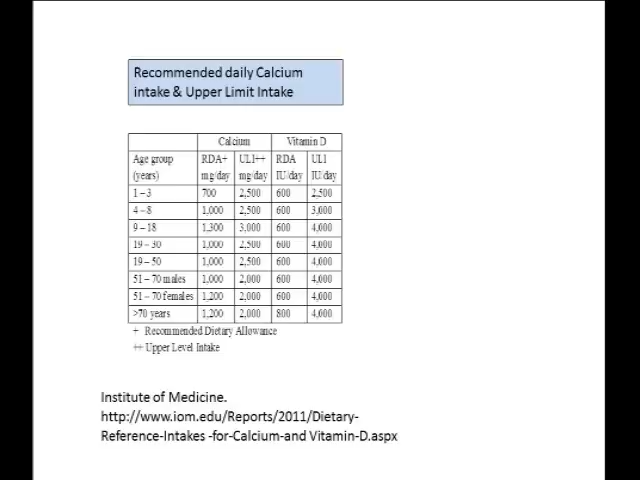 Recommended daily Calcium
intake & Upper Limit Intake
Calcium Vitamin D
Age group RDA+ ULI++ RDA ULI
(years) mg/day mg/day IU/day IU/day
1 – 3 700 2,500 600 2,500
4 – 8 1,000 2,500 600 3,000
9 – 18 1,300 3,000 600 4,000
19 – 30 1,000 2,500 600 4,000
19 – 50 1,000 2,500 600 4,000
51 – 70 males 1,000 2,000 600 4,000
51 – 70 females 1,200 2,000 600 4,000
>70 years 1,200 2,000 800 4,000
+ Recommended Dietary Allowance
++ Upper Level Intake
Institute of Medicine.
http://www.iom.edu/Reports/2011/Dietary-
Reference-Intakes -for-Calcium-and Vitamin-D.aspx